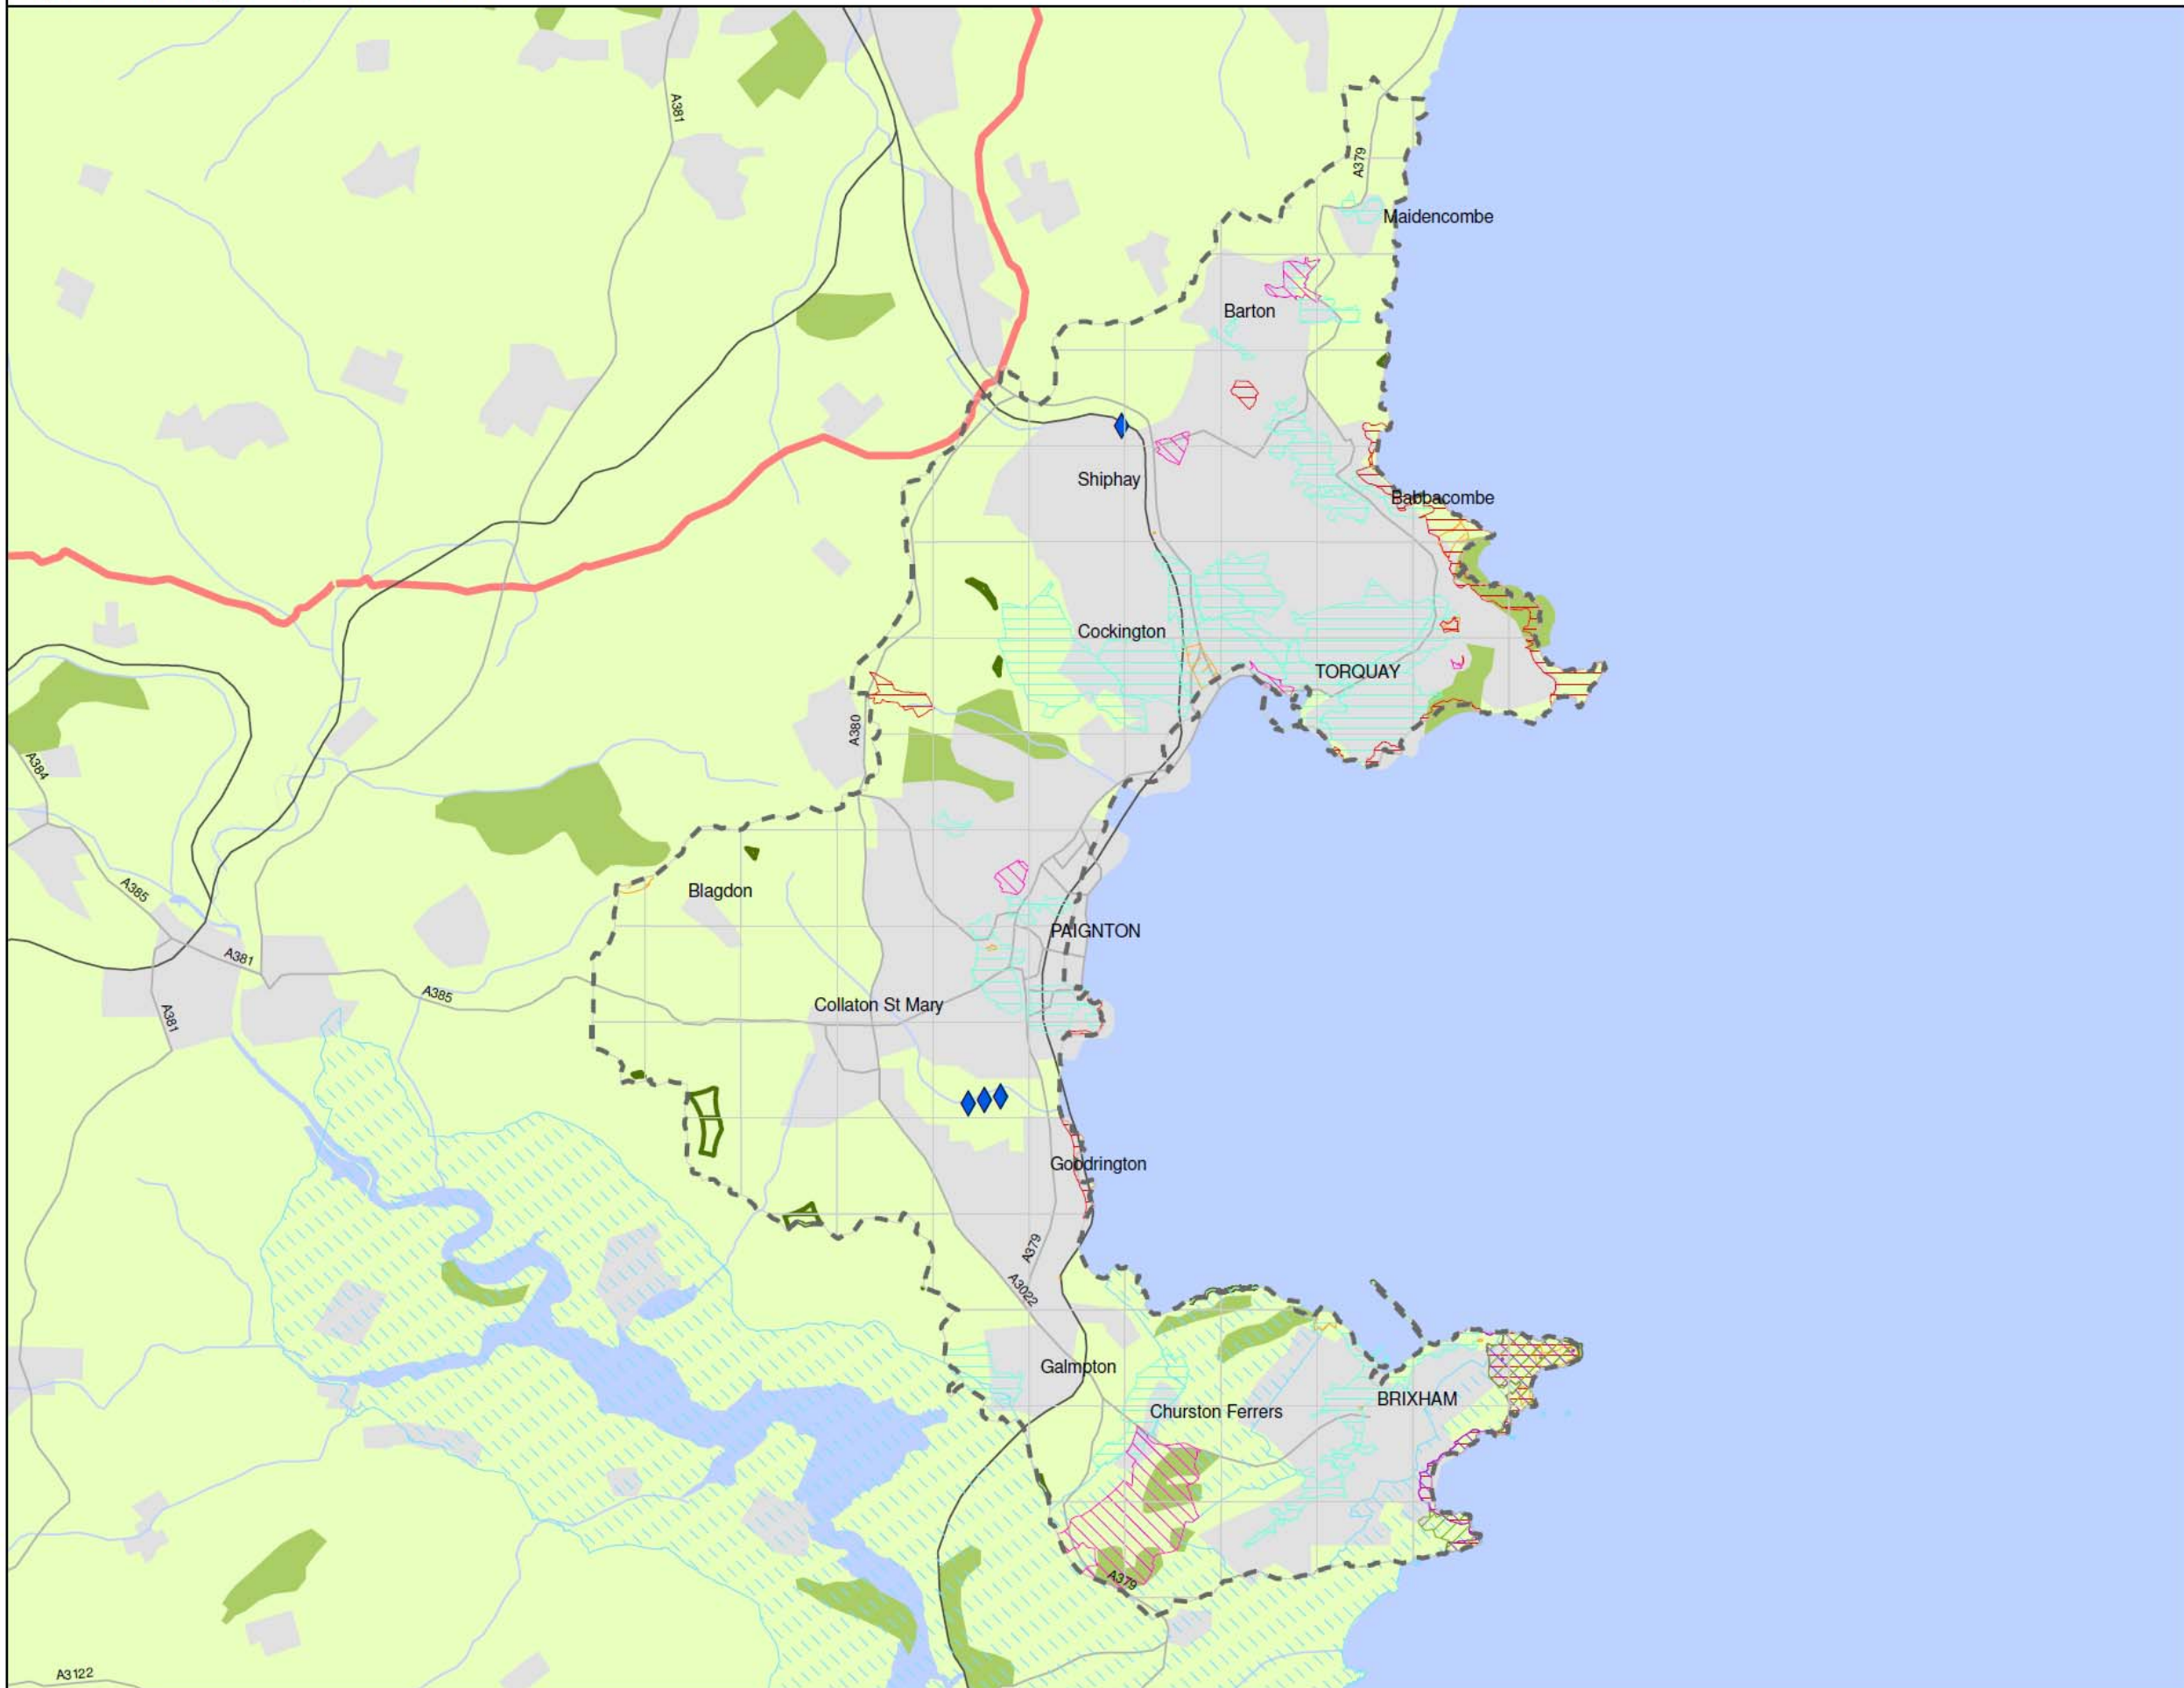 A381
A379
Maidencombe
Barton
Shiphay
Babbacombe
Cockington
TORQUAY
A380
A384
A385
Blagdon
PAIGNTON
A381
A385
Collaton St Mary
A381
Goodrington
A379
A3022
Galmpton
BRIXHAM
Churston Ferrers
A379
A3122